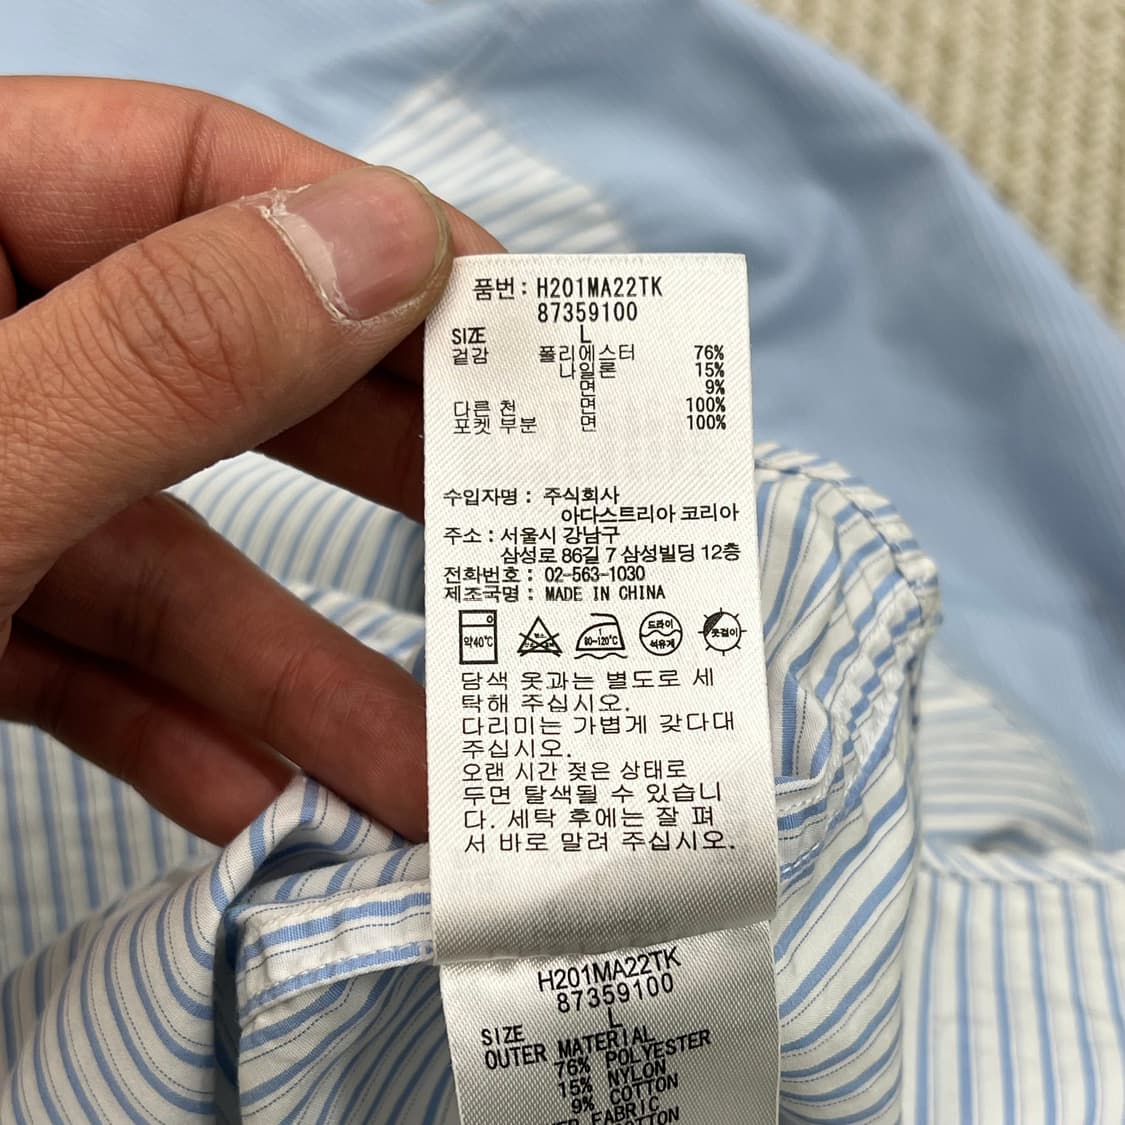 품번: H201MA22TK
87359100
SIZE L
겉감 폴리에스터 76%
나일론 15%
면 9%
다른 천 면 100%
포켓 부분 면 100%
수입자명 : 주식회사
아다스트리아 코리아
주소 : 서울시 강남구
삼성로 86길 7 삼성빌딩 12층
전화번호 : 02-563-1030
제조국명 : MADE IN CHINA
약40℃ 80~120℃ 드라이 옷걸이
석유계
담색 옷과는 별도로 세
탁해 주십시오.
다리미는 가볍게 갖다대
주십시오.
오랜 시간 젖은 상태로
두면 탈색될 수 있습니
다. 세탁 후에는 잘 펴
서 바로 말려 주십시오.
H201MA22TK
87359100
SIZE L
OUTER MATERIAL
76% POLYESTER
15% NYLON
9% COTTON
FABRIC
COTTON